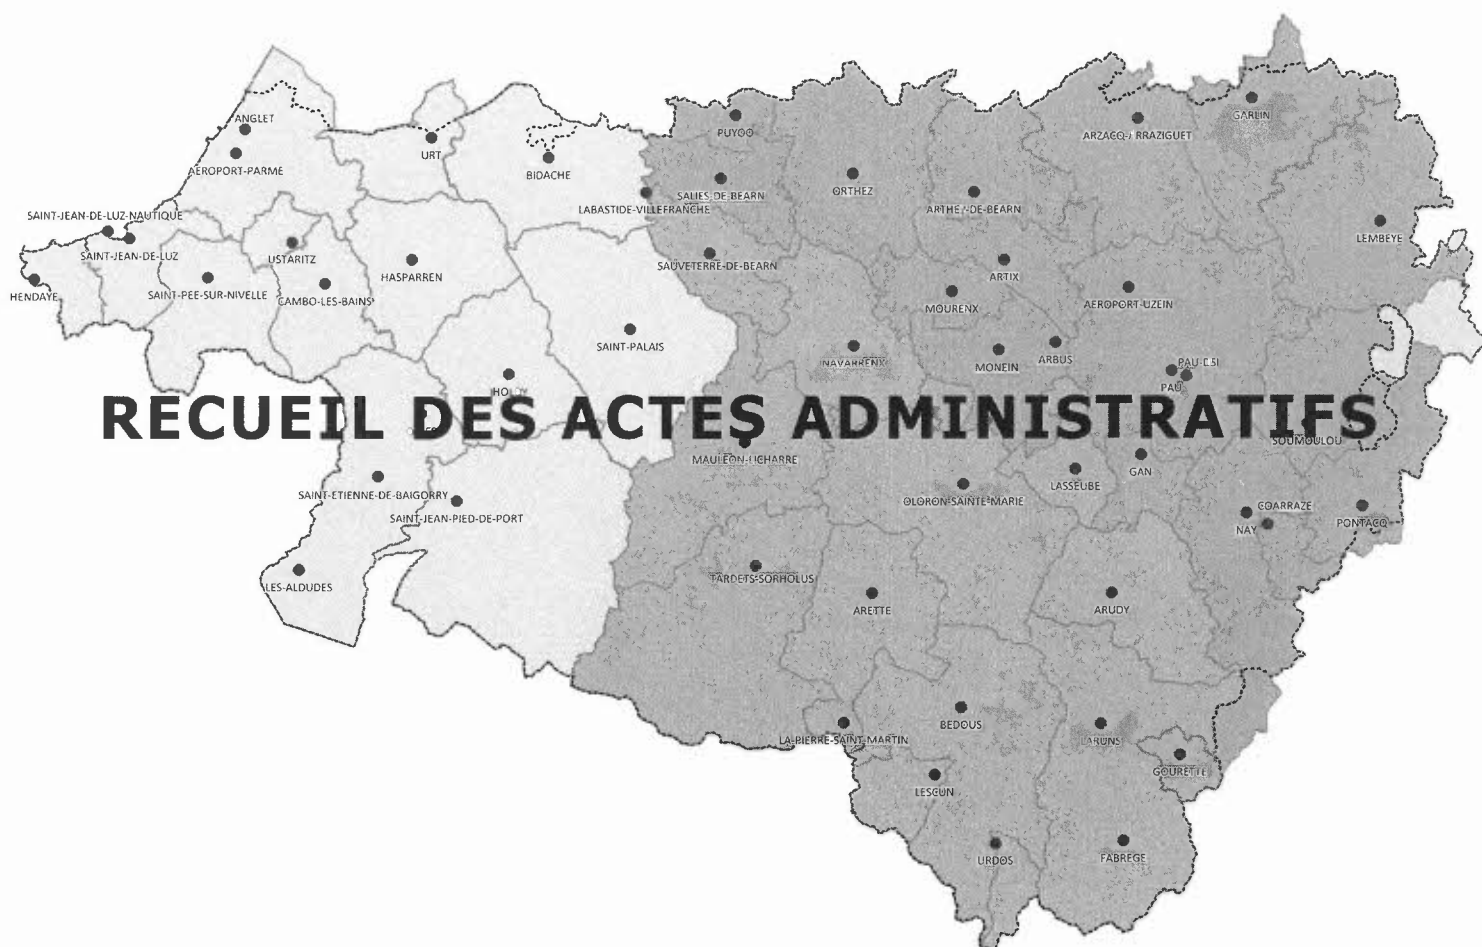 GARLIN
PUYOO
ARZACQ-ARRAZIGUET
ANGLET
URT
AEROPORT-PARME
BIDACHE
SALIES-DE-BEARN
ORTHEZ
LABASTIDE-VILLEFRANCHE
ARTHEZ-DE-BEARN
SAINT-JEAN-DE-LUZ-NAUTIQUE
LEMBEYE
SAINT-JEAN-DE-LUZ
USTARITZ
SAUVETERRE-DE-BEARN
HASPARREN
ARTIX
HENDAYE
SAINT-PEE-SUR-NIVELLE
CAMBO-LES-BAINS
MOURENX
AEROPORT-UZEIN
SAINT-PALAIS
NAVARRENX
MONEIN
ARBUS
PAU-ESI
PAU
RECUEIL DES ACTES ADMINISTRATIFS
SOUMOULOU
MAULEON-LICHARRE
GAN
LASSEUBE
SAINT-ETIENNE-DE-BAIGORRY
OLORON-SAINTE-MARIE
COARRAZE
SAINT-JEAN-PIED-DE-PORT
NAY
PONTACQ
TARDETS-SORHOLUS
LES-ALDUDES
ARETTE
ARUDY
BEDOUS
LA-PIERRE-SAINT-MARTIN
LARUNS
GOURETTE
LESCUN
URDOS
FABREGE